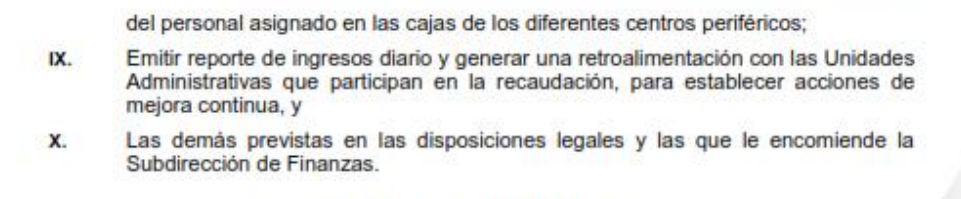 del personal asignado en las cajas de los diferentes centros periféricos;
IX. Emitir reporte de ingresos diario y generar una retroalimentación con las Unidades
Administrativas que participan en la recaudación, para establecer acciones de
mejora continua, y
X. Las demás previstas en las disposiciones legales y las que le encomiende la
Subdirección de Finanzas.